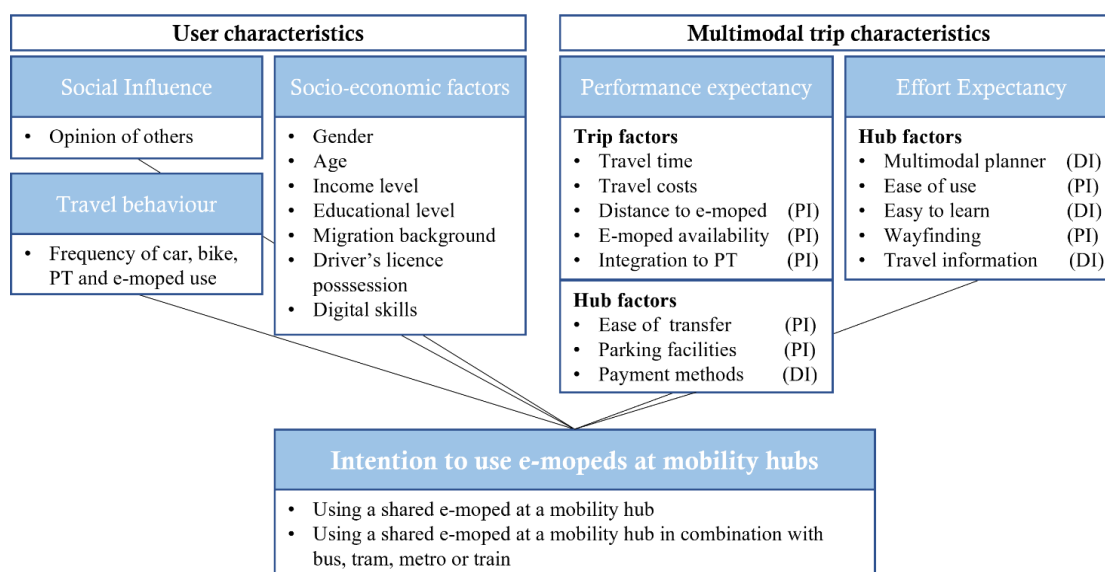 User characteristics
Social Influence
• Opinion of others
Travel behaviour
• Frequency of car, bike,
PT and e-moped use
Socio-economic factors
• Gender
• Age
• Income level
• Educational level
• Migration background
• Driver's licence
posssession
• Digital skills
Multimodal trip characteristics
Performance expectancy
Trip factors
• Travel time
• Travel costs
• Distance to e-moped (PI)
• E-moped availability (PI)
• Integration to PT (PI)
Hub factors
• Ease of transfer (PI)
• Parking facilities (PI)
• Payment methods (DI)
Effort Expectancy
Hub factors
• Multimodal planner (DI)
• Ease of use (PI)
• Easy to learn (DI)
• Wayfinding (PI)
• Travel information (DI)
Intention to use e-mopeds at mobility hubs
• Using a shared e-moped at a mobility hub
• Using a shared e-moped at a mobility hub in combination with
bus, tram, metro or train